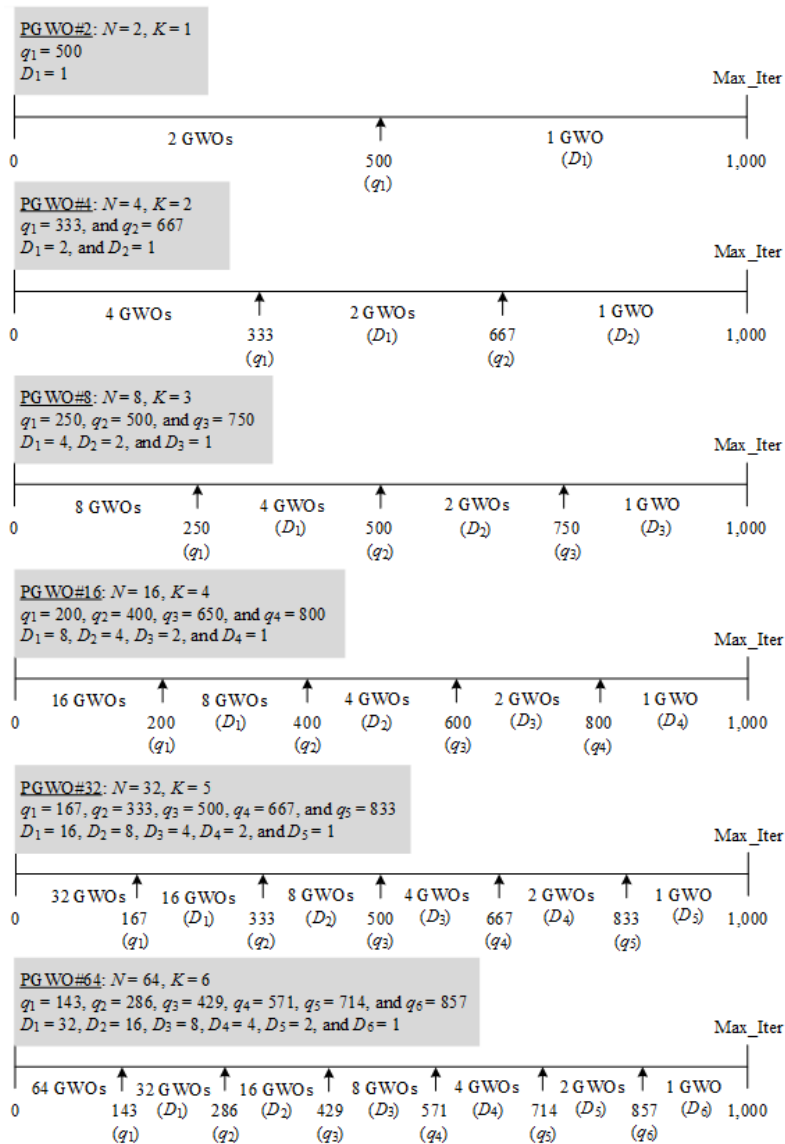 PGWO#2: N = 2, K = 1
q1 = 500
D1 = 1
Max_Iter
2 GWOs 1 GWO
0 500 (D1) 1,000
(q1)
PGWO#4: N = 4, K = 2
q1 = 333, and q2 = 667
D1 = 2, and D2 = 1
Max_Iter
4 GWOs 2 GWOs 1 GWO
0 333 (D1) 667 (D2) 1,000
(q1) (q2)
PGWO#8: N = 8, K = 3
q1 = 250, q2 = 500, and q3 = 750
D1 = 4, D2 = 2, and D3 = 1
Max_Iter
8 GWOs 4 GWOs 2 GWOs 1 GWO
0 250 (D1) 500 (D2) 750 (D3) 1,000
(q1) (q2) (q3)
PGWO#16: N = 16, K = 4
q1 = 200, q2 = 400, q3 = 650, and q4 = 800
D1 = 8, D2 = 4, D3 = 2, and D4 = 1
Max_Iter
16 GWOs 8 GWOs 4 GWOs 2 GWOs 1 GWO
0 200 (D1) 400 (D2) 600 (D3) 800 (D4) 1,000
(q1) (q2) (q3) (q4)
PGWO#32: N = 32, K = 5
q1 = 167, q2 = 333, q3 = 500, q4 = 667, and q5 = 833
D1 = 16, D2 = 8, D3 = 4, D4 = 2, and D5 = 1
Max_Iter
32 GWOs 16 GWOs 8 GWOs 4 GWOs 2 GWOs 1 GWO
0 167 (D1) 333 (D2) 500 (D3) 667 (D4) 833 (D5) 1,000
(q1) (q2) (q3) (q4) (q5)
PGWO#64: N = 64, K = 6
q1 = 143, q2 = 286, q3 = 429, q4 = 571, q5 = 714, and q6 = 857
D1 = 32, D2 = 16, D3 = 8, D4 = 4, D5 = 2, and D6 = 1
Max_Iter
64 GWOs 32 GWOs 16 GWOs 8 GWOs 4 GWOs 2 GWOs 1 GWO
0 143 (D1) 286 (D2) 429 (D3) 571 (D4) 714 (D5) 857 (D6) 1,000
(q1) (q2) (q3) (q4) (q5) (q6)